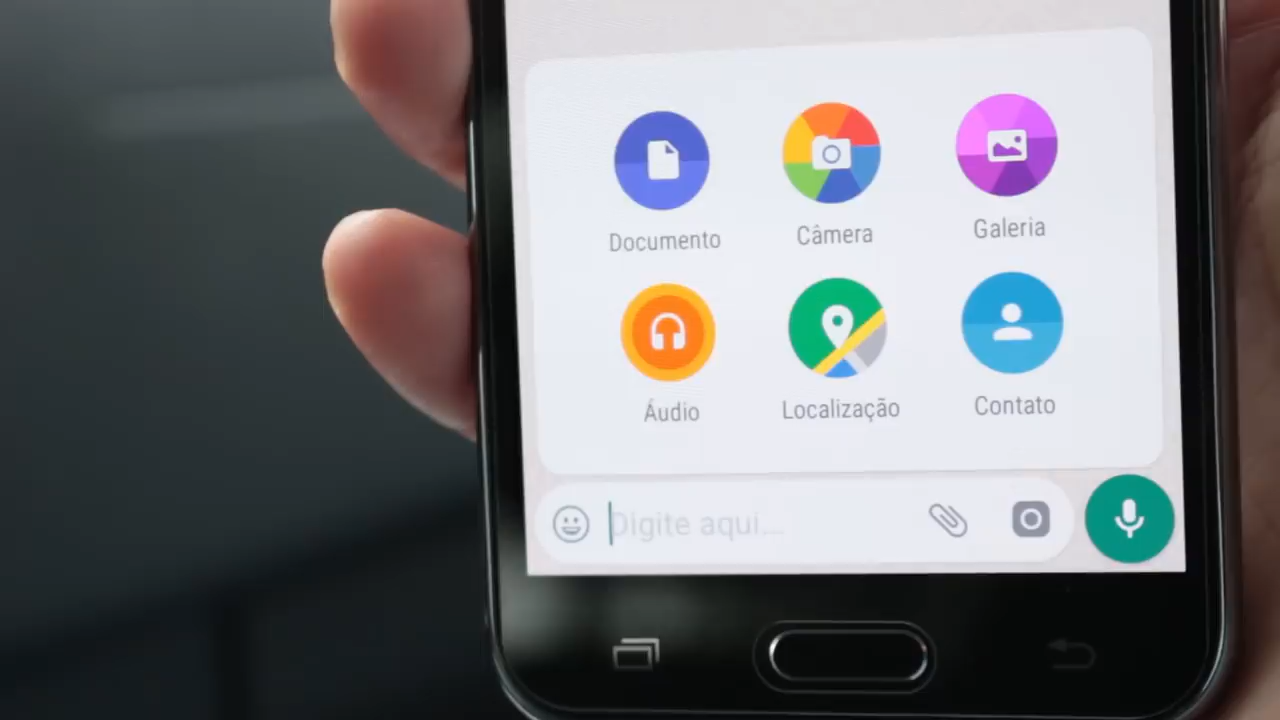 Documento
Câmera
Galeria
Áudio
Localização
Contato
Digite aqui...